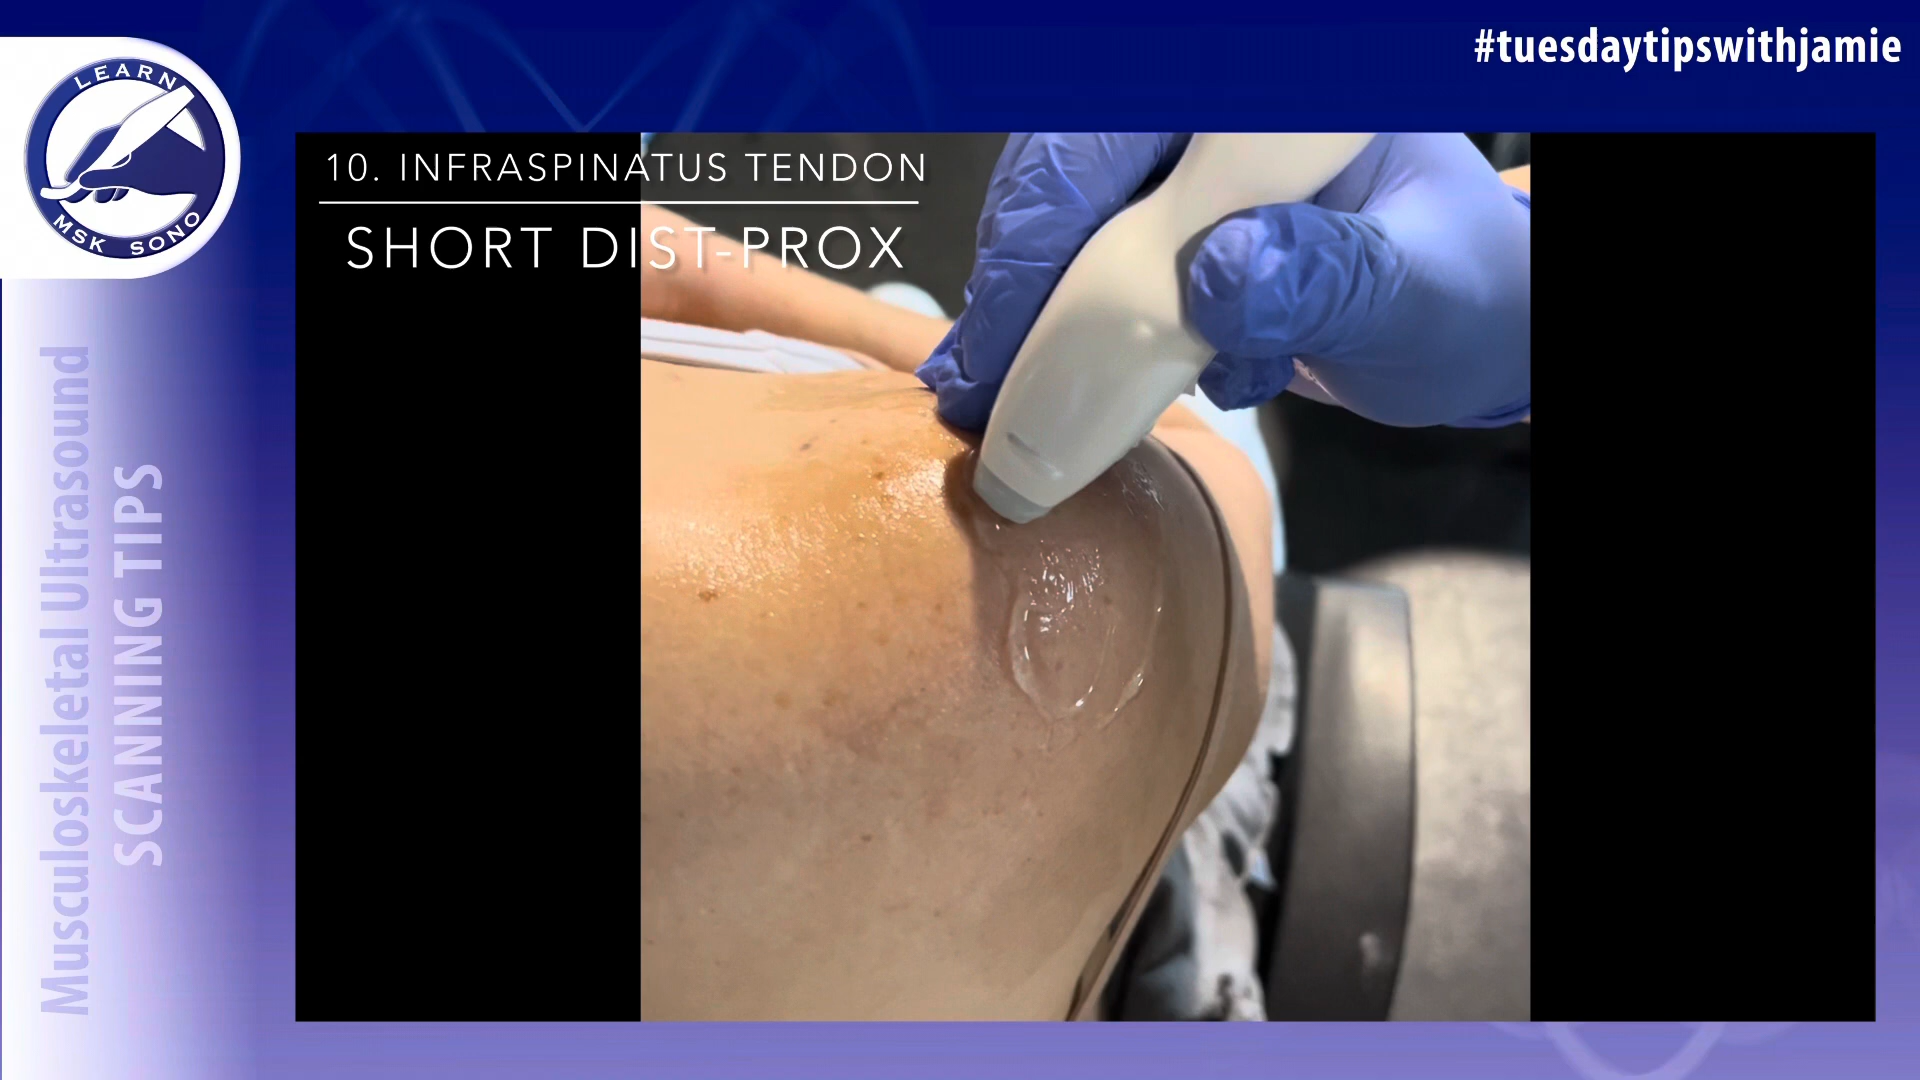 #tuesdaytipswithjamie
LEARN
MSK SONO
10. INFRASPINATUS TENDON
SHORT DIST-PROX
Musculoskeletal Ultrasound
SCANNING TIPS